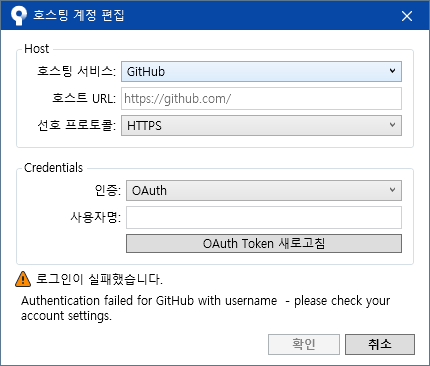 호스팅 계정 편집
Host
호스팅 서비스: GitHub
호스트 URL: https://github.com/
선호 프로토콜: HTTPS
Credentials
인증: OAuth
사용자명:
OAuth Token 새로고침
로그인이 실패했습니다.
Authentication failed for GitHub with username  - please check your
account settings.
확인 취소